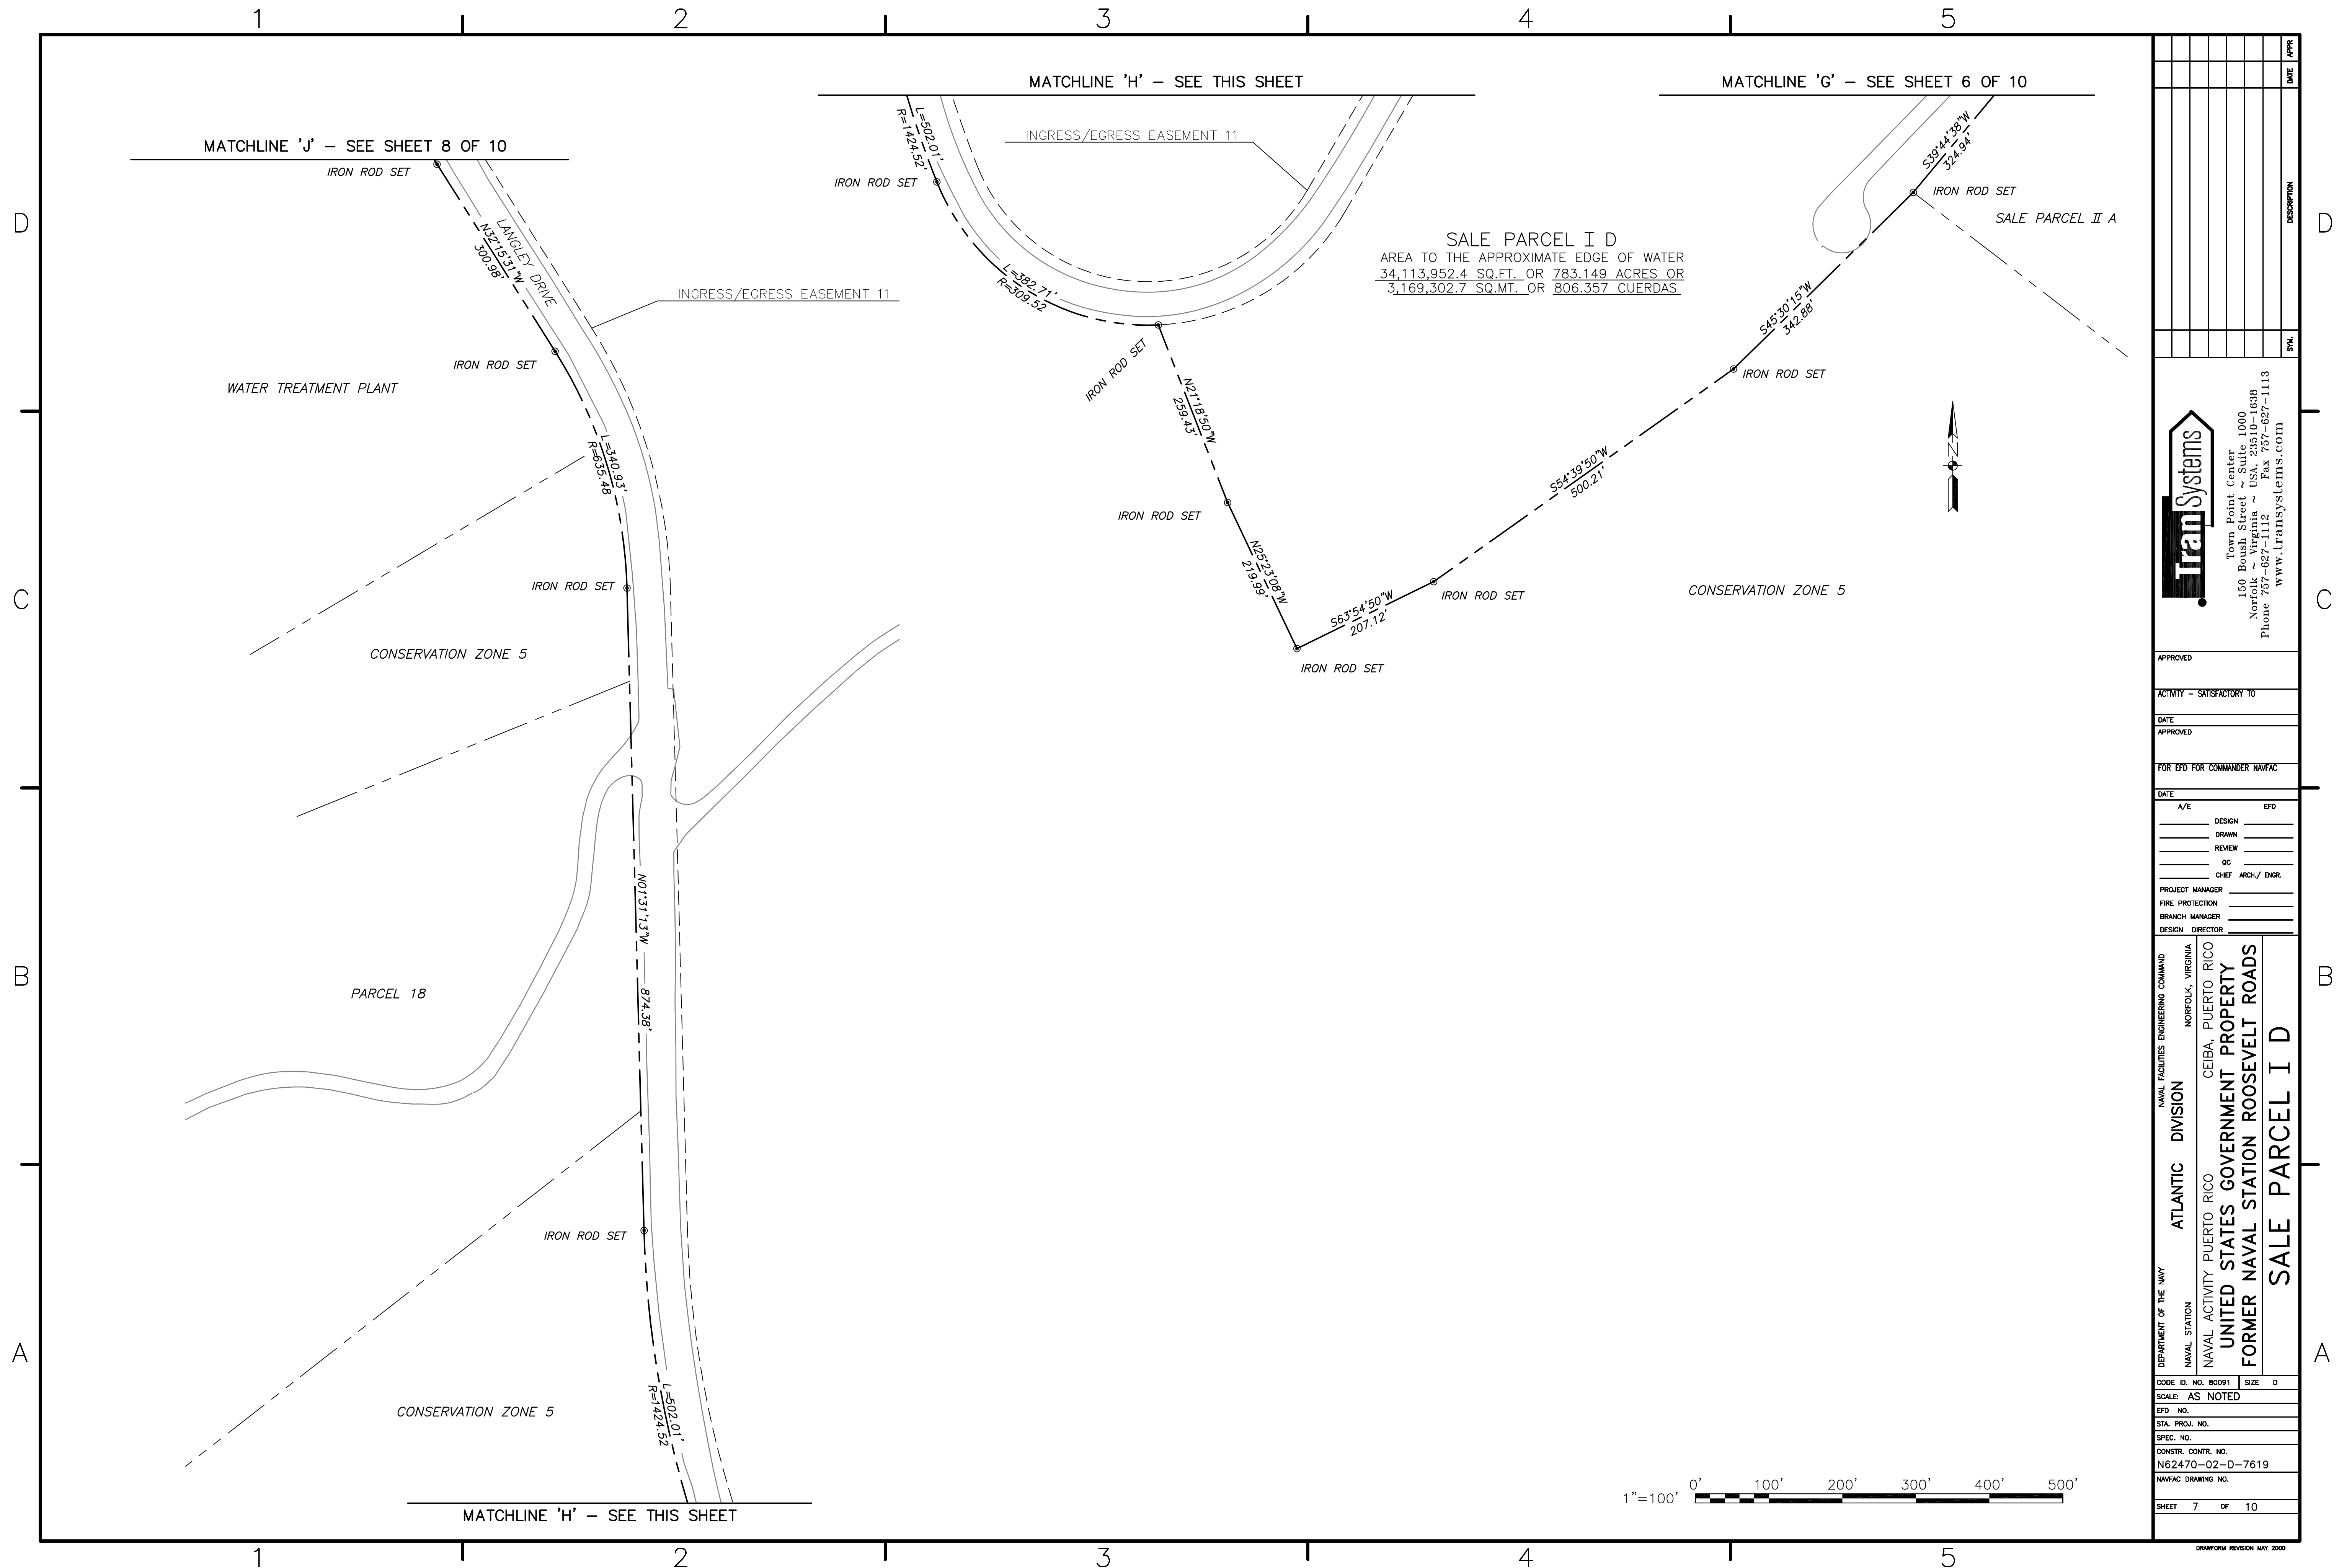 1
2
3
4
5
MATCHLINE 'J' – SEE SHEET 8 OF 10
IRON ROD SET
LANGLEY DRIVE
N32°15'31"W
300.98'
INGRESS/EGRESS EASEMENT 11
IRON ROD SET
WATER TREATMENT PLANT
L=340.93'
R=635.48
IRON ROD SET
CONSERVATION ZONE 5
N01°31'13"W
874.38'
PARCEL 18
IRON ROD SET
CONSERVATION ZONE 5
L=502.01'
R=1424.52
MATCHLINE 'H' – SEE THIS SHEET
MATCHLINE 'H' – SEE THIS SHEET
L=502.01'
R=1424.52'
INGRESS/EGRESS EASEMENT 11
IRON ROD SET
L=382.71'
R=309.52
IRON ROD SET
N21°18'50"W
259.43'
IRON ROD SET
N25°23'08"W
219.99'
IRON ROD SET
S63°54'50"W
207.12'
IRON ROD SET
S54°39'50"W
500.21'
SALE PARCEL I D
AREA TO THE APPROXIMATE EDGE OF WATER
34,113,952.4 SQ.FT. OR 783.149 ACRES OR
3,169,302.7 SQ.MT. OR 806.357 CUERDAS
MATCHLINE 'G' – SEE SHEET 6 OF 10
S39°44'38"W
324.94'
IRON ROD SET
SALE PARCEL II A
S45°30'15"W
342.88'
IRON ROD SET
N
CONSERVATION ZONE 5
1"=100'
0'
100'
200'
300'
400'
500'
D
C
B
A
D
C
B
A
1
2
3
4
5
SYM.
DESCRIPTION
DATE
APPR
TranSystems
Town Point Center
150 Boush Street ~ Suite 1000
Norfolk ~ Virginia ~ USA, 23510-1638
Phone 757-627-1112 Fax 757-627-1113
www.transystems.com
APPROVED
ACTIVITY – SATISFACTORY TO
DATE
APPROVED
FOR EFD FOR COMMANDER NAVFAC
DATE
A/E EFD
DESIGN
DRAWN
REVIEW
QC
CHIEF ARCH./ ENGR.
PROJECT MANAGER
FIRE PROTECTION
BRANCH MANAGER
DESIGN DIRECTOR
DEPARTMENT OF THE NAVY NAVAL FACILITIES ENGINEERING COMMAND
ATLANTIC DIVISION
NAVAL STATION NORFOLK, VIRGINIA
NAVAL ACTIVITY PUERTO RICO CEIBA, PUERTO RICO
UNITED STATES GOVERNMENT PROPERTY
FORMER NAVAL STATION ROOSEVELT ROADS
SALE PARCEL I D
CODE ID. NO. 80091 SIZE D
SCALE: AS NOTED
EFD NO.
STA. PROJ. NO.
SPEC. NO.
CONSTR. CONTR. NO.
N62470-02-D-7619
NAVFAC DRAWING NO.
SHEET 7 OF 10
DRAWFORM REVISION MAY 2000